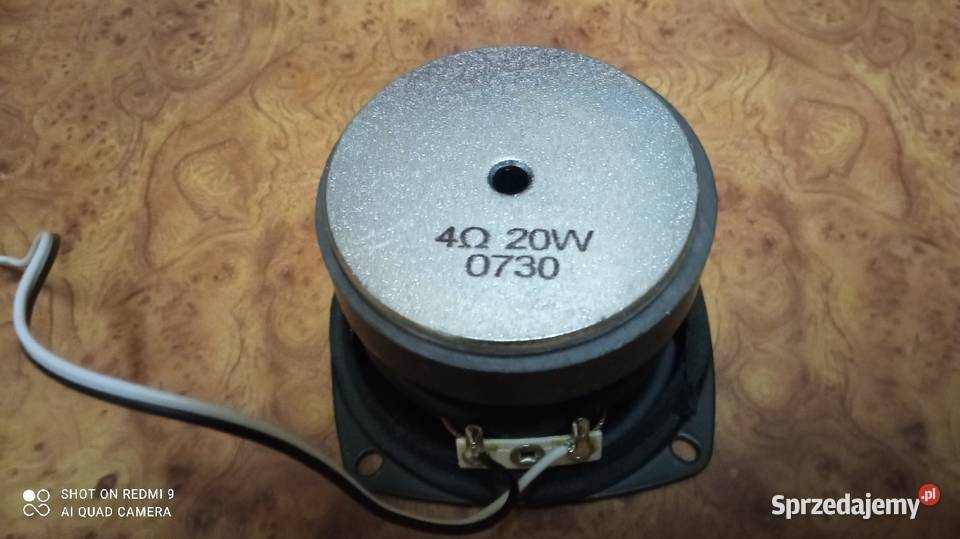 4Ω 20W
0730
SHOT ON REDMI 9
AI QUAD CAMERA
Sprzedajemy.pl